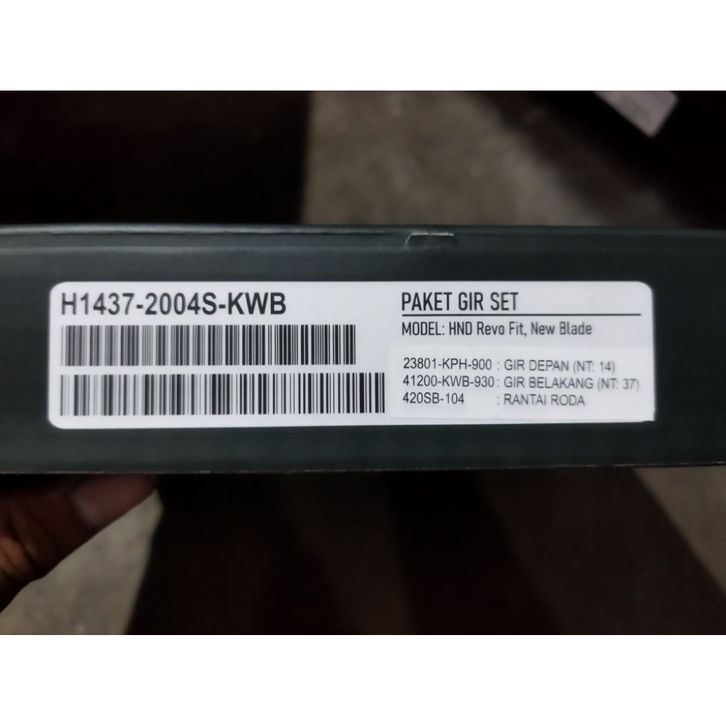 H1437-2004S-KWB
PAKET GIR SET
MODEL: HND Revo Fit, New Blade
23801-KPH-900 : GIR DEPAN (NT: 14)
41200-KWB-930 : GIR BELAKANG (NT: 37)
420SB-104 : RANTAI RODA